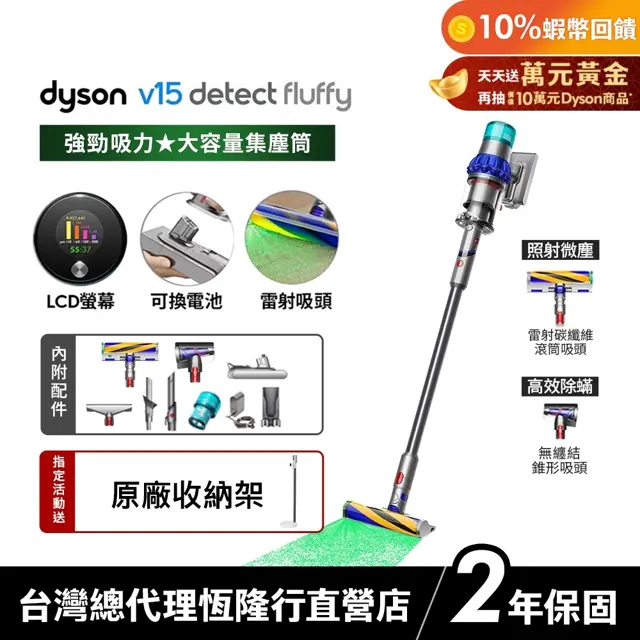 10%蝦幣回饋
天天送萬元黃金
再抽價值10萬元Dyson商品*
dyson v15 detect fluffy
強勁吸力★大容量集塵筒
LCD螢幕
可換電池
雷射吸頭
照射微塵
雷射碳纖維
滾筒吸頭
高效除蟎
無纏結
錐形吸頭
內附配件
指定活動送
原廠收納架
台灣總代理恆隆行直營店
2年保固